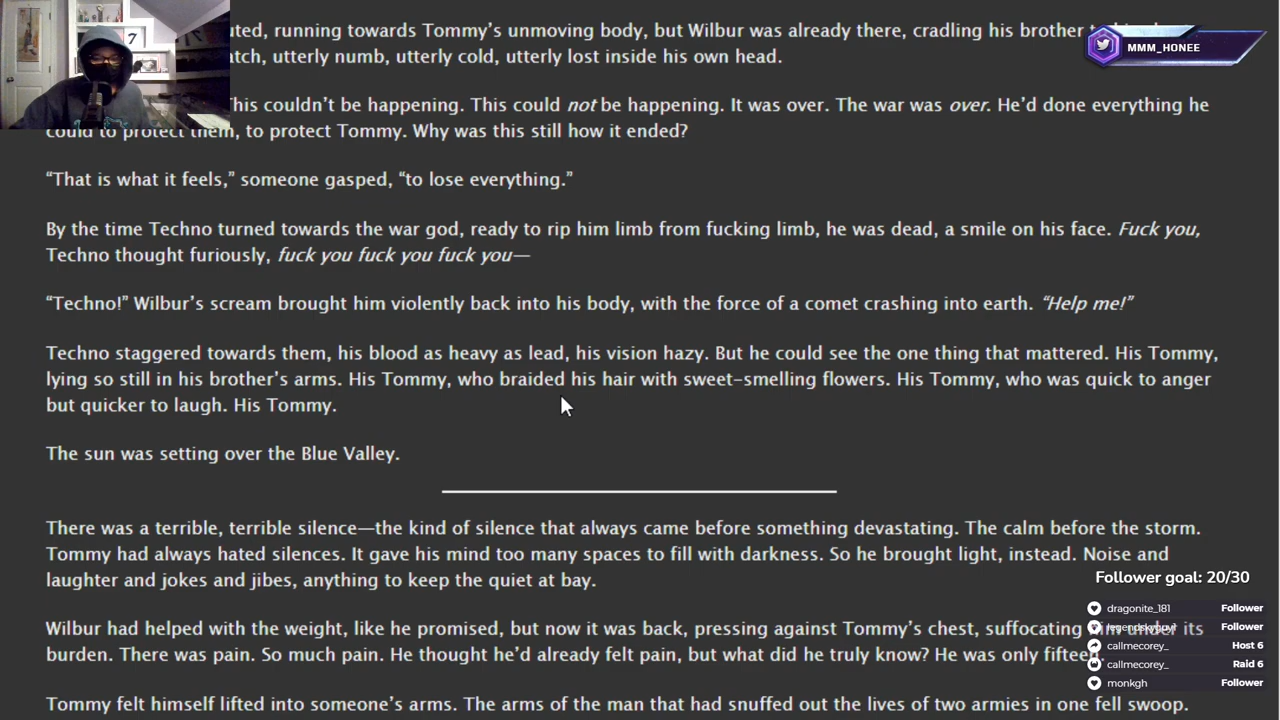 uted, running towards Tommy’s unmoving body, but Wilbur was already there, cradling his brother
MMM_HONEE
atch, utterly numb, utterly cold, utterly lost inside his own head.
This couldn’t be happening. This could not be happening. It was over. The war was over. He’d done everything he
could to protect them, to protect Tommy. Why was this still how it ended?
“That is what it feels,” someone gasped, “to lose everything.”
By the time Techno turned towards the war god, ready to rip him limb from fucking limb, he was dead, a smile on his face. Fuck you,
Techno thought furiously, fuck you fuck you fuck you—
“Techno!” Wilbur’s scream brought him violently back into his body, with the force of a comet crashing into earth. “Help me!”
Techno staggered towards them, his blood as heavy as lead, his vision hazy. But he could see the one thing that mattered. His Tommy,
lying so still in his brother’s arms. His Tommy, who braided his hair with sweet-smelling flowers. His Tommy, who was quick to anger
but quicker to laugh. His Tommy.
The sun was setting over the Blue Valley.
There was a terrible, terrible silence—the kind of silence that always came before something devastating. The calm before the storm.
Tommy had always hated silences. It gave his mind too many spaces to fill with darkness. So he brought light, instead. Noise and
laughter and jokes and jibes, anything to keep the quiet at bay.
Wilbur had helped with the weight, like he promised, but now it was back, pressing against Tommy’s chest, suffocating him under its
burden. There was pain. So much pain. He thought he’d already felt pain, but what did he truly know? He was only fifteen.
Tommy felt himself lifted into someone’s arms. The arms of the man that had snuffed out the lives of two armies in one fell swoop.
Follower goal: 20/30
dragonite_181 Follower
Follower
callmecorey_ Host 6
callmecorey_ Raid 6
monkgh Follower
7